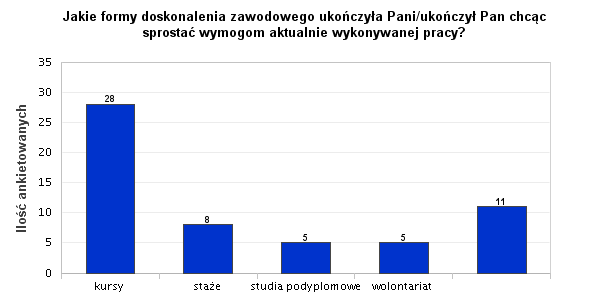 Jakie formy doskonalenia zawodowego ukończyła Pani/ukończył Pan chcąc
sprostać wymogom aktualnie wykonywanej pracy?
Ilość ankietowanych
35
30
25
20
15
10
5
0
28
8
5
5
11
kursy
staże
studia podyplomowe
wolontariat